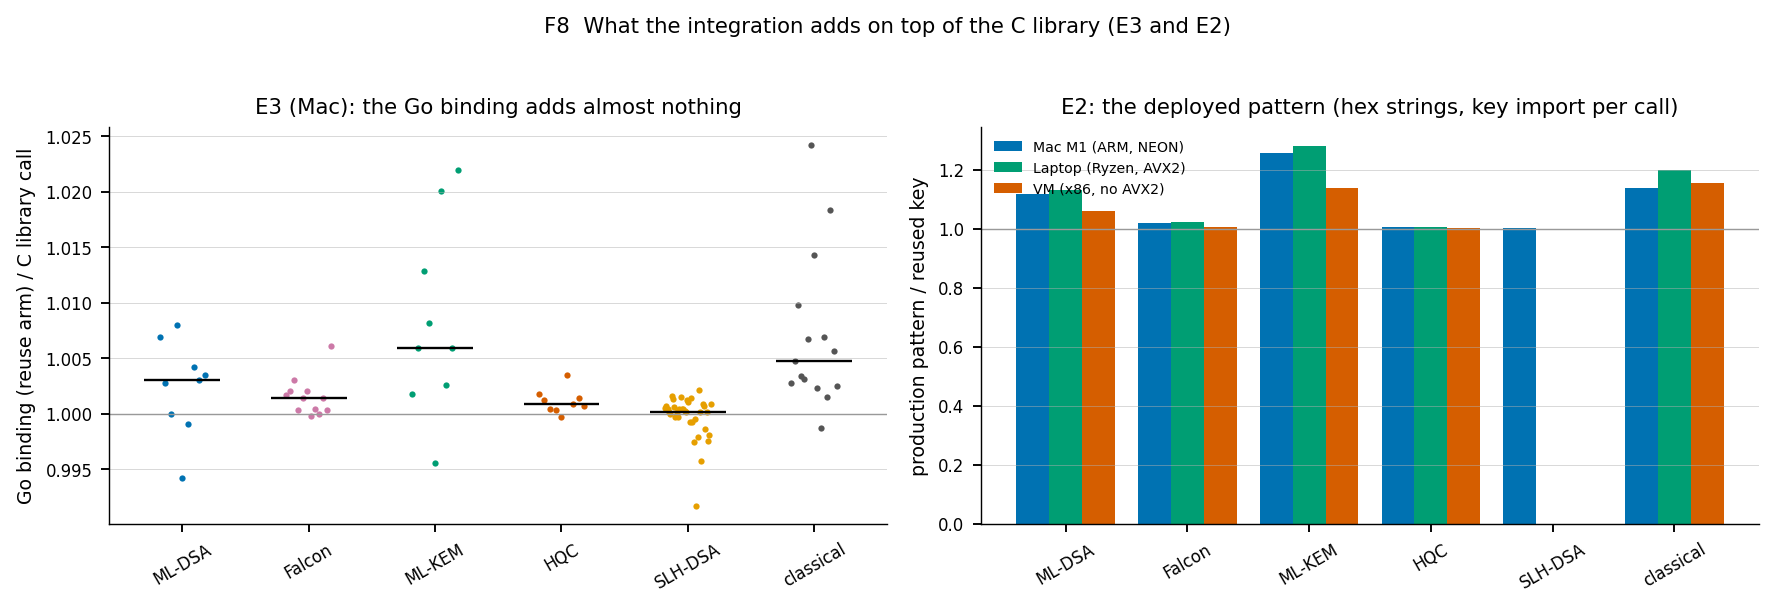 F8  What the integration adds on top of the C library (E3 and E2)
E3 (Mac): the Go binding adds almost nothing
Go binding (reuse arm) / C library call
1.025
1.020
1.015
1.010
1.005
1.000
0.995
ML-DSA
Falcon
ML-KEM
HQC
SLH-DSA
classical
E2: the deployed pattern (hex strings, key import per call)
production pattern / reused key
Mac M1 (ARM, NEON)
Laptop (Ryzen, AVX2)
VM (x86, no AVX2)
1.2
1.0
0.8
0.6
0.4
0.2
0.0
ML-DSA
Falcon
ML-KEM
HQC
SLH-DSA
classical